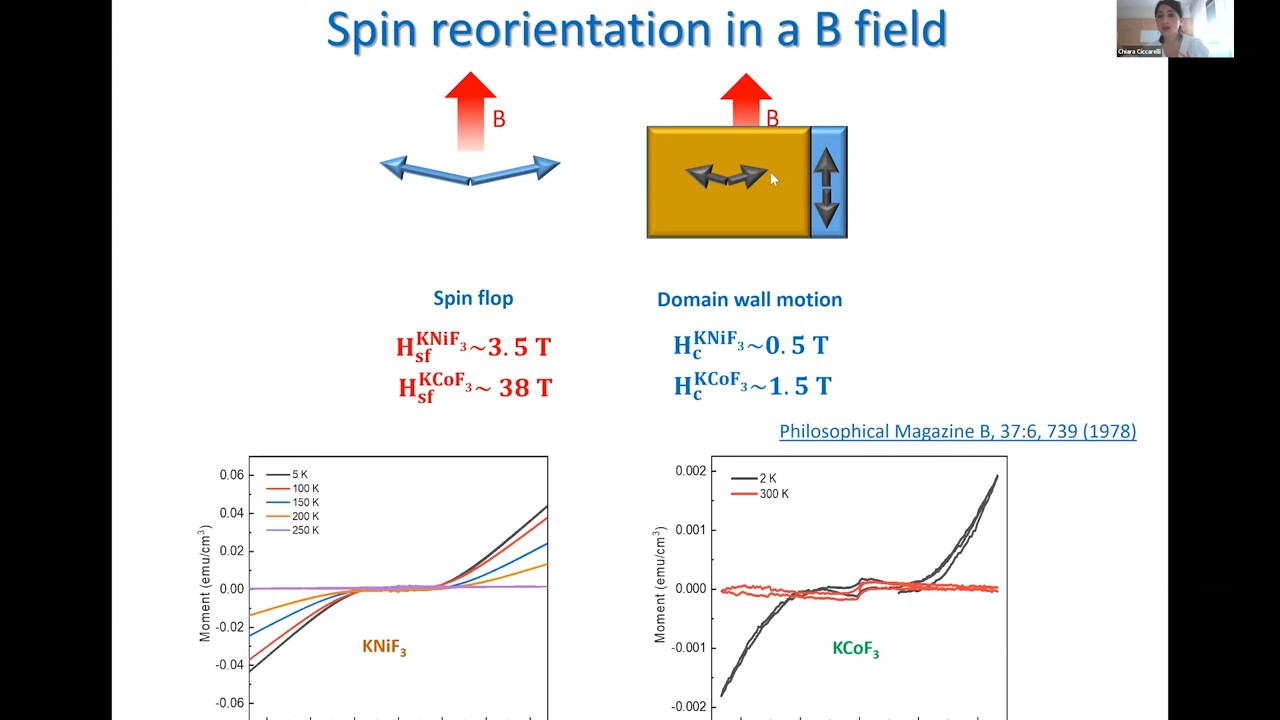 Spin reorientation in a B field
Chiara Ciccarelli
B
B
Spin flop
Domain wall motion
H_sf^KNiF₃ ~3.5 T
H_c^KNiF₃ ~0.5 T
H_sf^KCoF₃ ~ 38 T
H_c^KCoF₃ ~1.5 T
Philosophical Magazine B, 37:6, 739 (1978)
0.06
0.04
0.02
0.00
-0.02
-0.04
-0.06
Moment (emu/cm³)
5 K
100 K
150 K
200 K
250 K
KNiF₃
0.002
0.001
0.000
-0.001
-0.002
Moment (emu/cm³)
2 K
300 K
KCoF₃